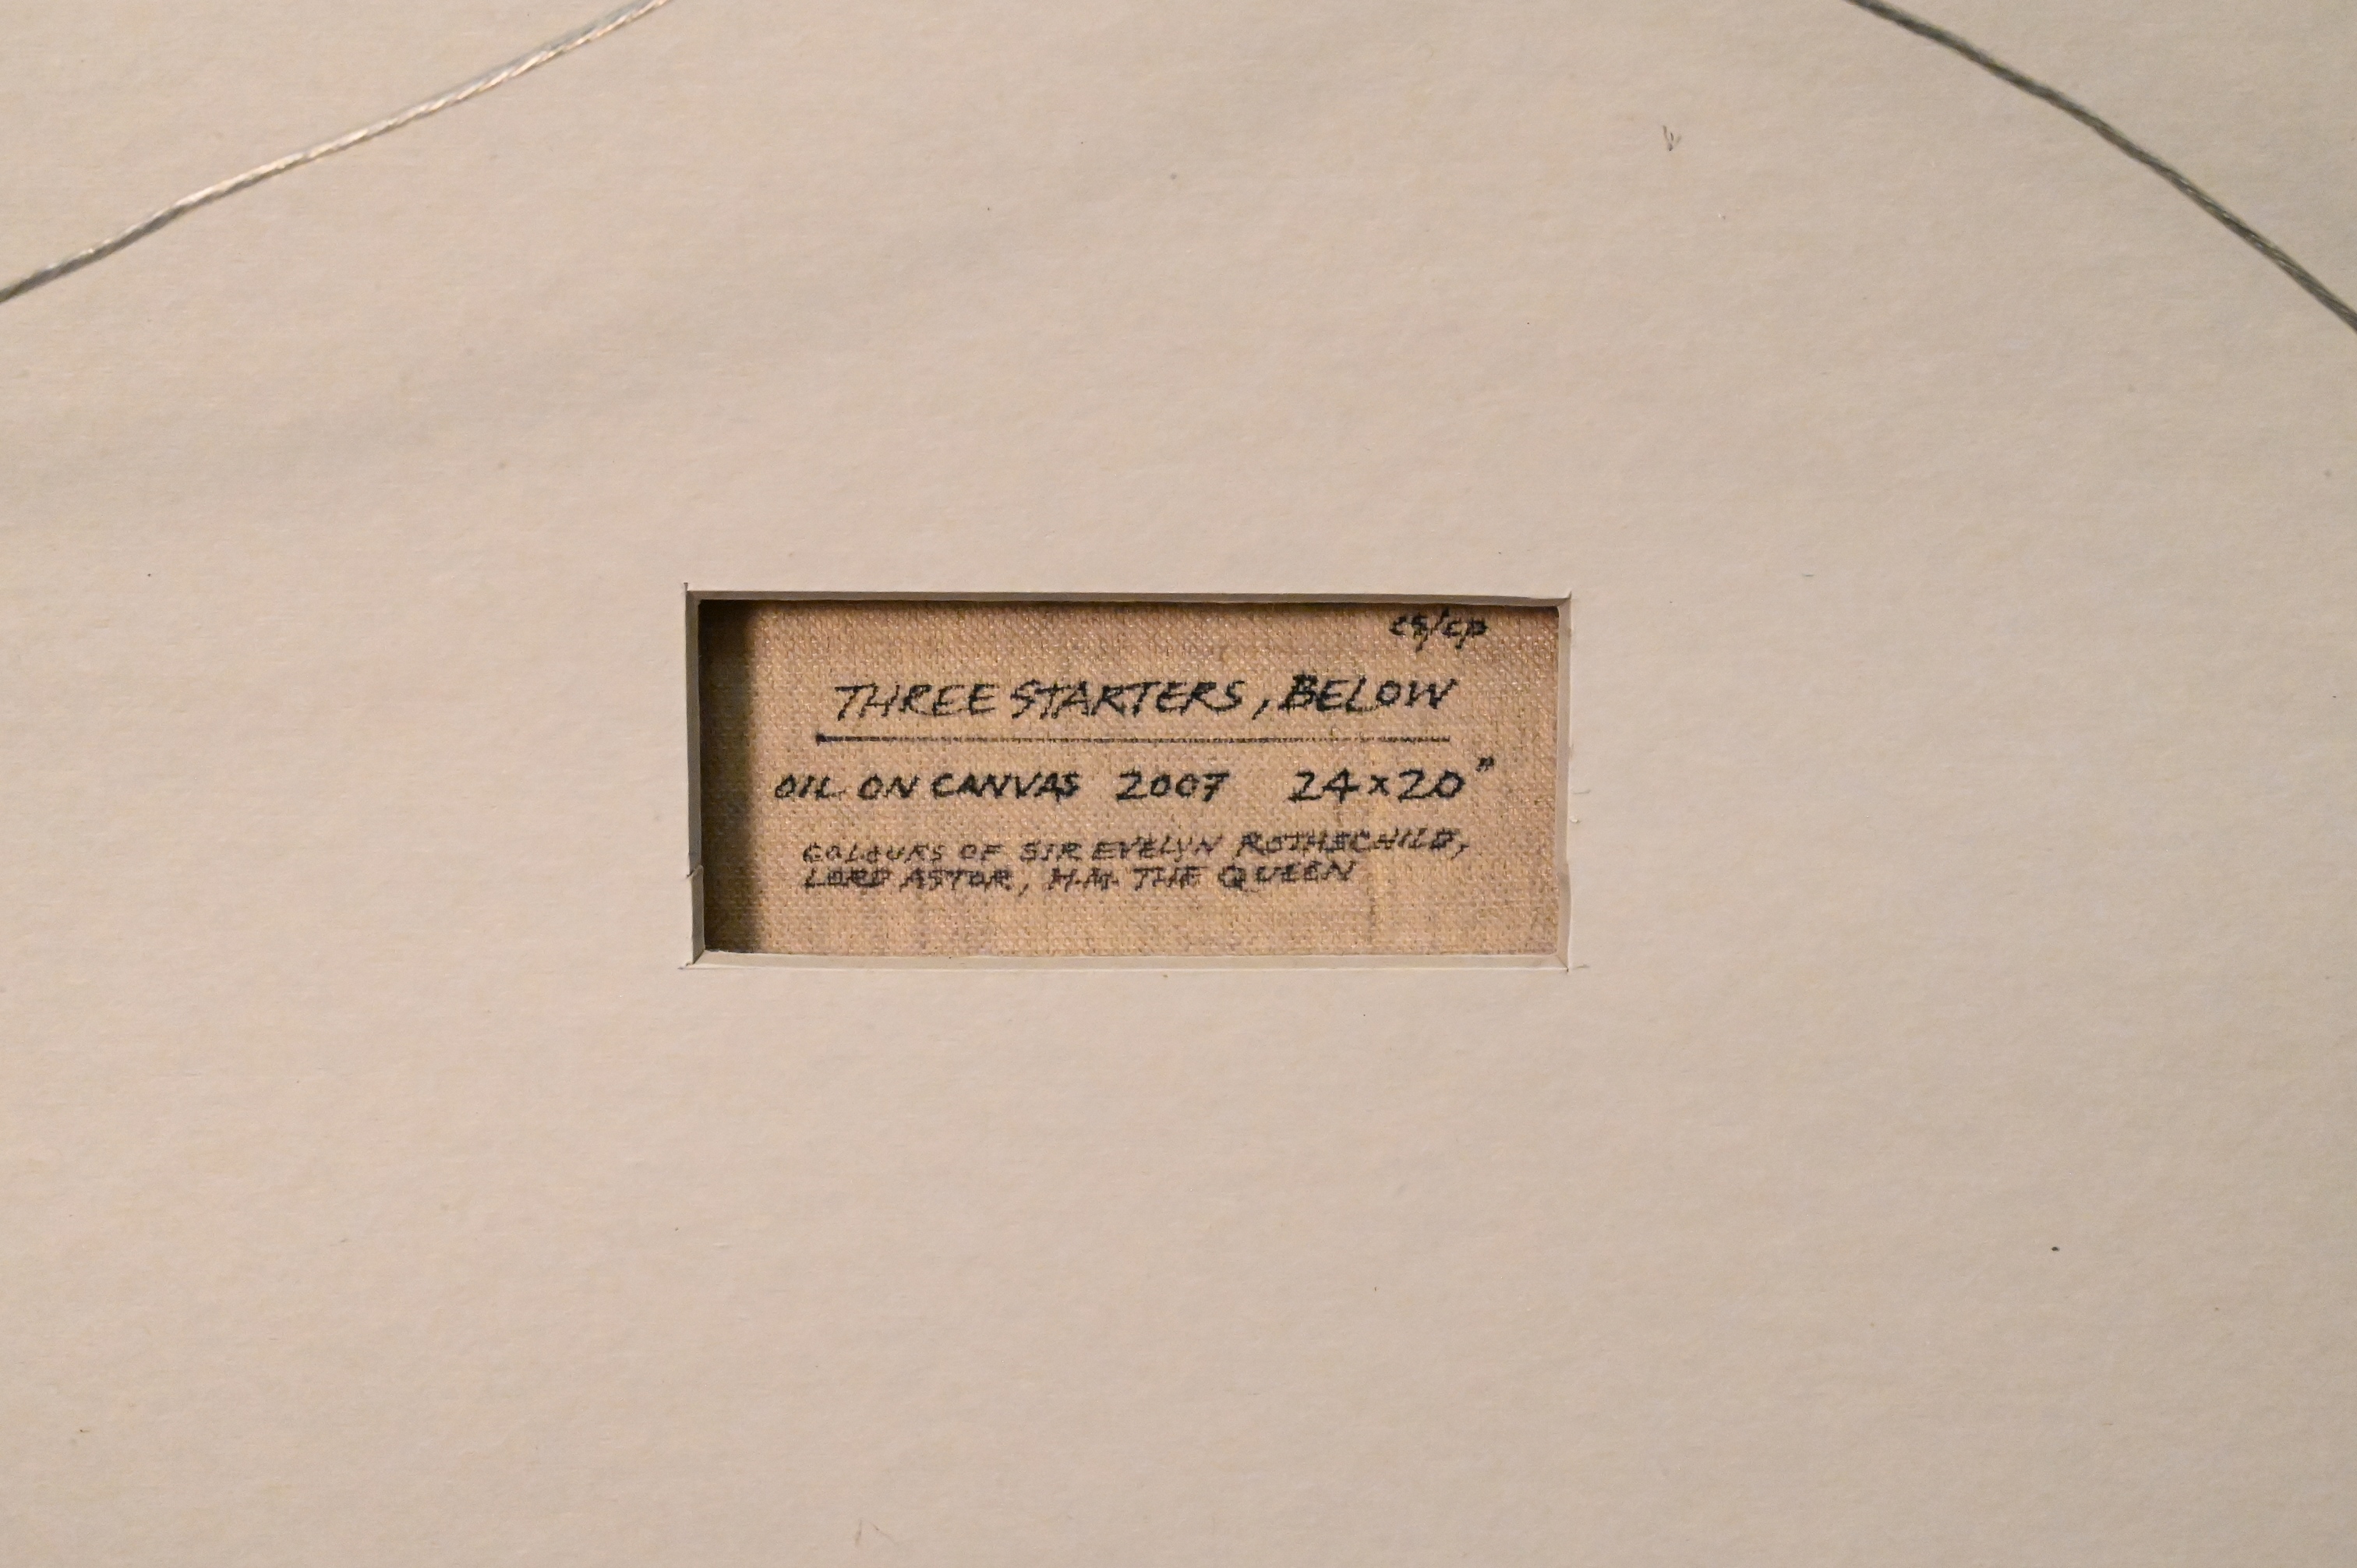 cs/cp
THREE STARTERS, BELOW
OIL ON CANVAS 2007 24x20"
COLOURS OF SIR EVELYN ROTHSCHILD,
LORD ASTOR, H.M. THE QUEEN